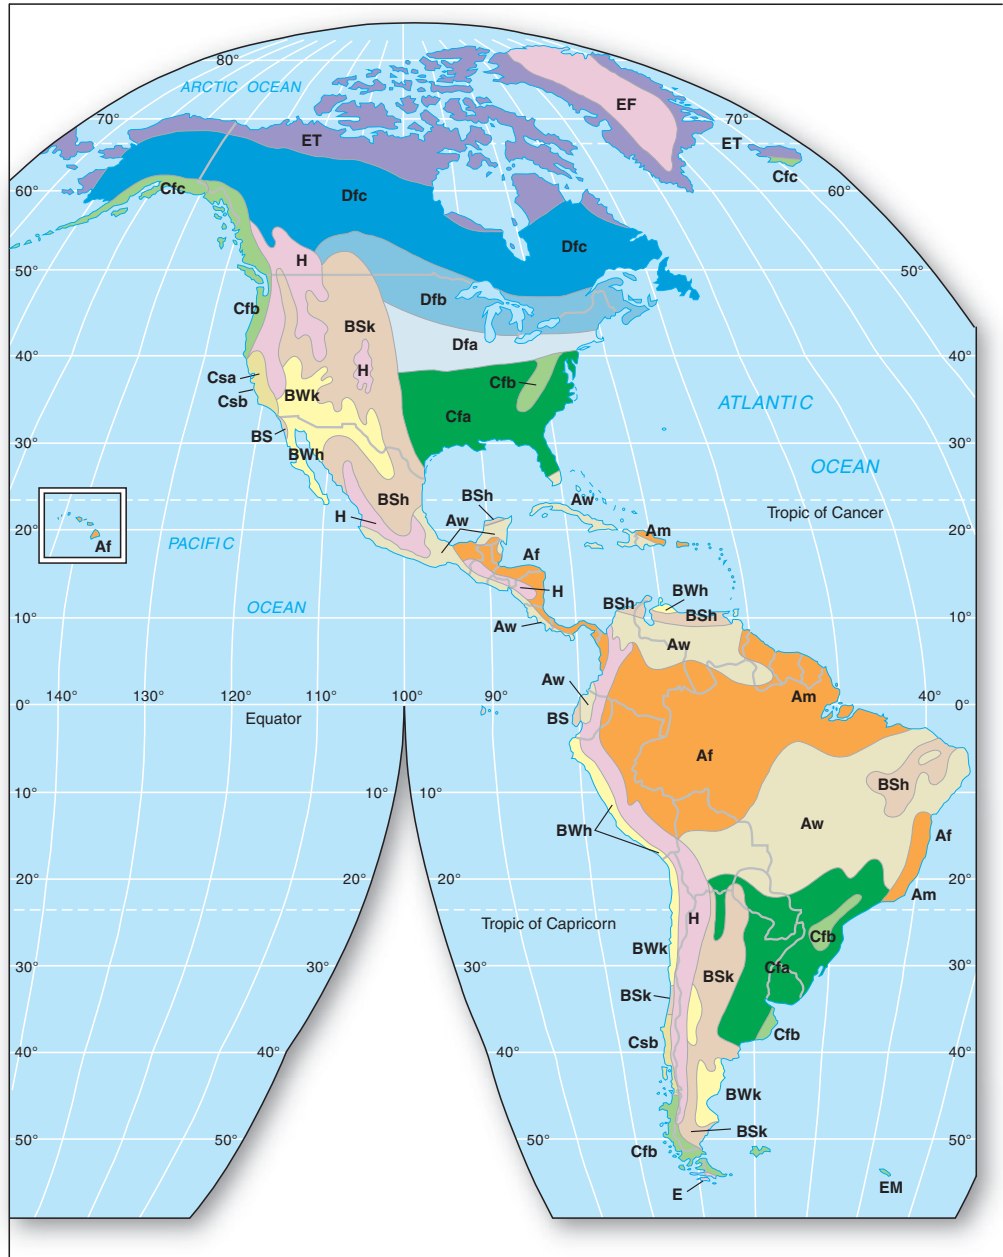 80°
ARCTIC OCEAN
EF
70°
70°
ET
ET
Cfc
Cfc
60°
Dfc
60°
Dfc
H
50°
50°
Cfb
Dfb
BSk
Dfa
40°
40°
H
Csa
Cfb
BWk
Csb
ATLANTIC
Cfa
BS
30°
30°
BWh
OCEAN
BSh
BSh
Aw
H
Aw
Tropic of Cancer
20°
Am
20°
PACIFIC
Af
Af
H
BWh
OCEAN
BSh
10°
BSh
10°
Aw
Aw
Aw
140°
130°
120°
110°
100°
90°
Am
40°
0°
BS
0°
Equator
Af
BSh
10°
10°
10°
10°
Aw
BWh
Af
20°
20°
20°
20°
Am
H
Tropic of Capricorn
Cfb
BWk
30°
30°
30°
BSk
Cfa
30°
BSk
Csb
Cfb
40°
40°
40°
40°
BWk
BSk
50°
50°
50°
50°
Cfb
E
EM